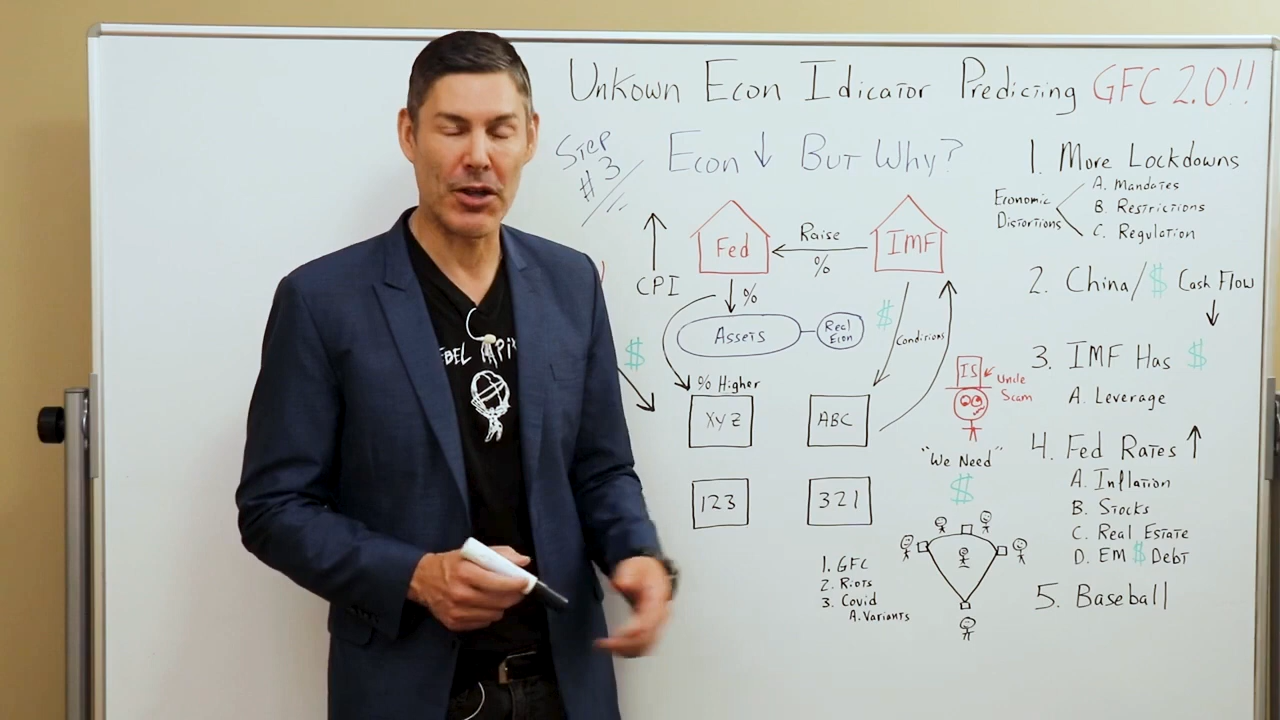 Unkown Econ Idicator Predicting GFC 2.0!!
Step #3
Econ ↓ But Why?
CPI
Fed
Raise
%
IMF
%
Assets
Real Econ
$
Conditions
$
% Higher
XYZ
ABC
123
321
IS
Uncle Scam
"We Need"
$
1. GFC
2. Riots
3. Covid
A. Variants
1. More Lockdowns
Economic Distortions
A. Mandates
B. Restrictions
C. Regulation
2. China/$ Cash Flow
↓
3. IMF Has $
A. Leverage
4. Fed Rates ↑
A. Inflation
B. Stocks
C. Real Estate
D. EM $ Debt
5. Baseball